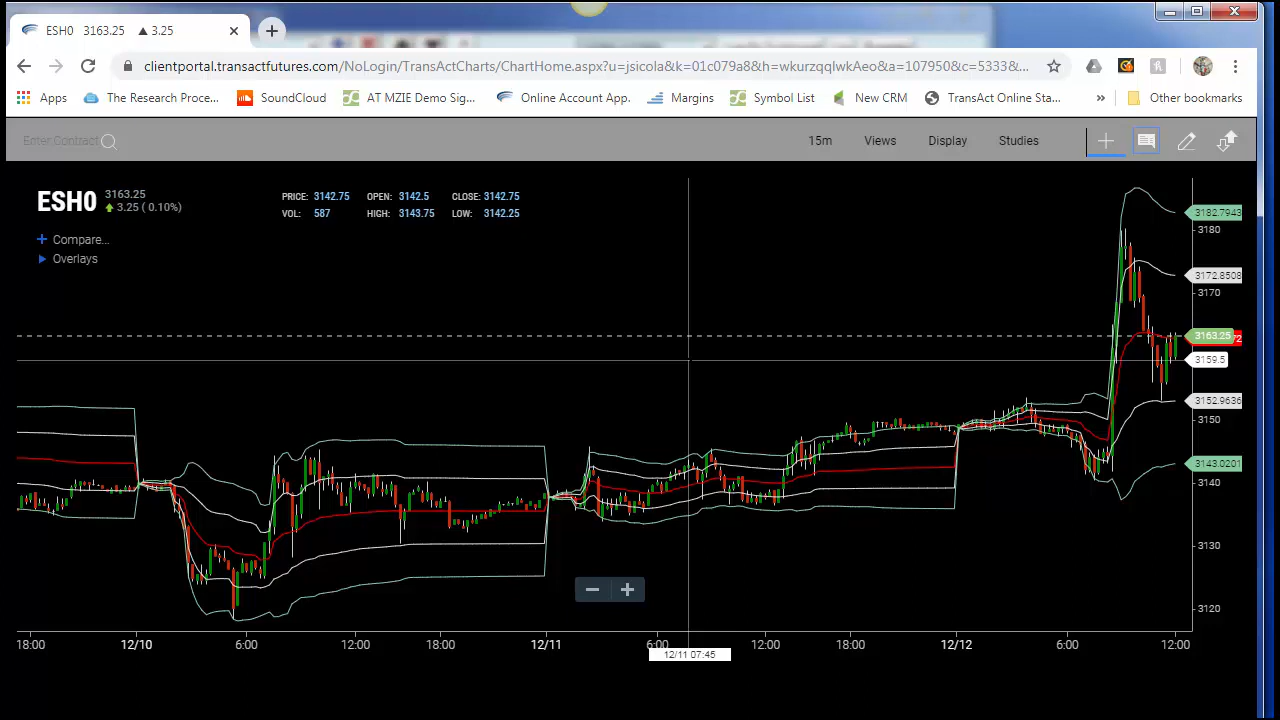 ESH0 3163.25 ▲ 3.25
clientportal.transactfutures.com/NoLogin/TransActCharts/ChartHome.aspx?u=jsicola&k=01c079a8&h=wkurzqqlwkAeo&a=107950&c=5333&...
Apps The Research Proce... SoundCloud AT MZIE Demo Sig... Online Account App. Margins Symbol List New CRM TransAct Online Sta... » Other bookmarks
Enter Contract 15m Views Display Studies
ESH0 3163.25
3.25 ( 0.10%)
PRICE: 3142.75 OPEN: 3142.5 CLOSE: 3142.75
VOL: 587 HIGH: 3143.75 LOW: 3142.25
+ Compare...
Overlays
3182.7943
3180
3172.8508
3170
3163.25
3159.5
3152.9636
3150
3143.0201
3140
3130
3120
18:00 12/10 6:00 12:00 18:00 12/11 6:00 12:00 18:00 12/12 6:00 12:00
12/11 07:45